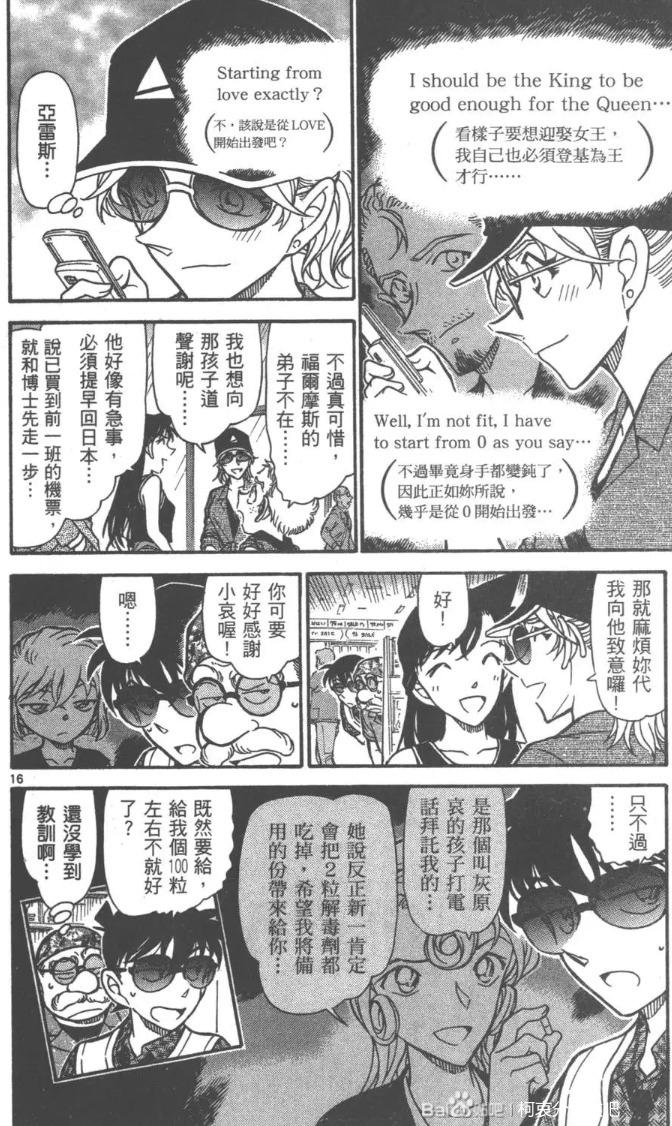 I should be the King to be
good enough for the Queen…
看樣子要想迎娶女王，
我自己也必須登基為王
才行……
Well, I'm not fit, I have
to start from 0 as you say…
不過畢竟身手都變鈍了，
因此正如妳所說，
幾乎是從0開始出發…
Starting from
love exactly?
不，該說是從LOVE
開始出發吧？
亞雷斯…
不過真可惜，
福爾摩斯的
弟子不在……
我也想向
那孩子道
聲謝呢……
他好像有急事，
必須提早回日本…
說已買到前一班的機票，
就和博士先走一步…
那就麻煩妳代
我向他致意囉！
好！
你可要
好好感謝
小哀喔！
嗯……
16
只不過
……
是那個叫灰原
哀的孩子打電
話拜託我的…
她說反正新一肯定
會把2粒解毒劑都
吃掉，希望我將備
用的份帶來給你…
既然要給，
給我個100粒
左右不就好
了？
還沒學到
教訓啊…